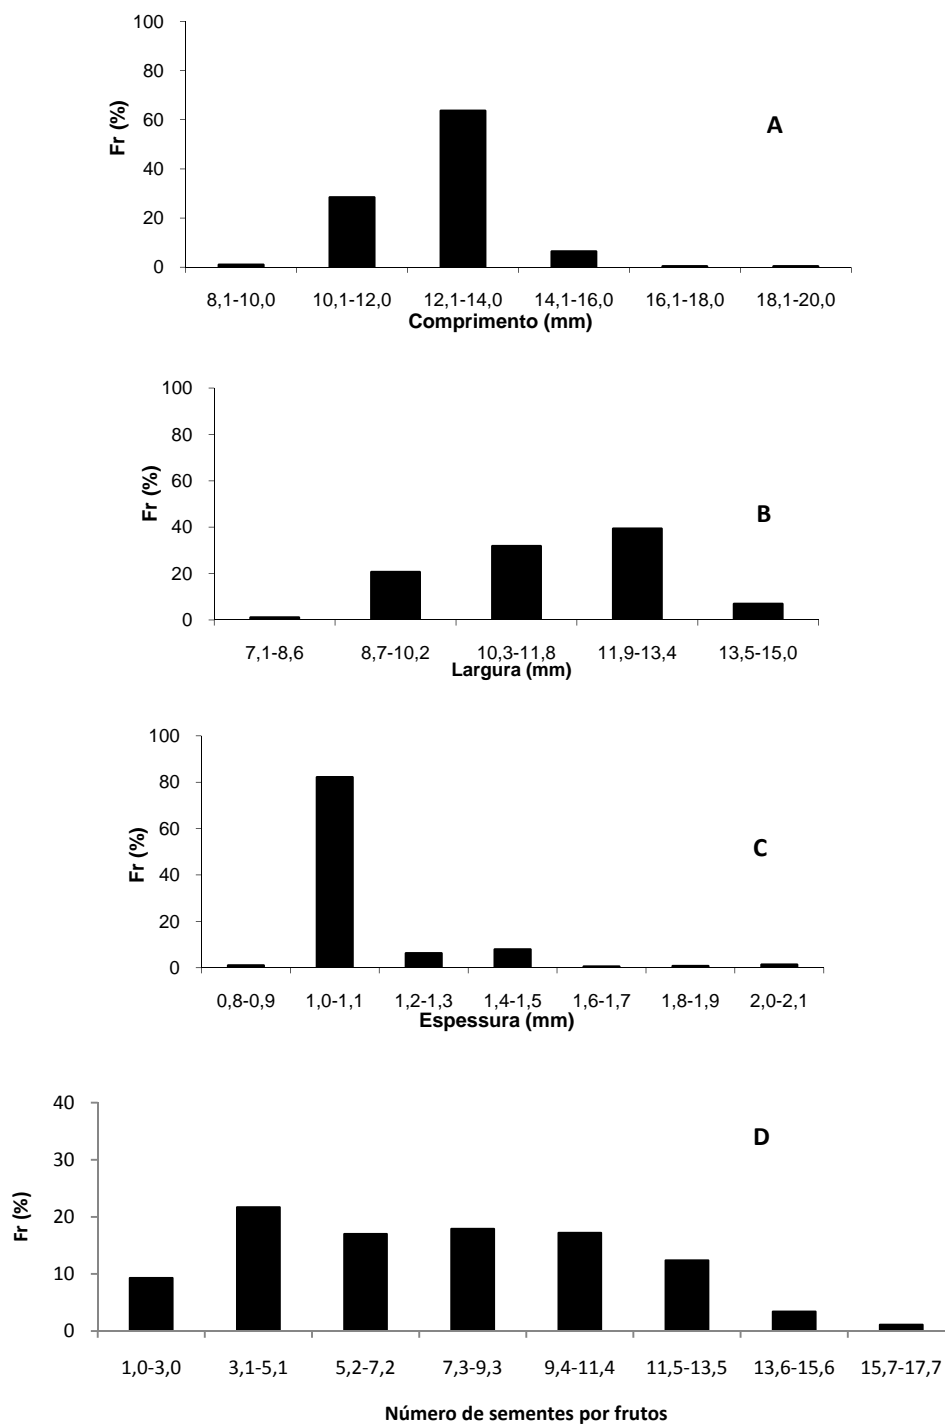 100
80
60
40
20
0
Fr (%)
A
8,1-10,0 10,1-12,0 12,1-14,0 14,1-16,0 16,1-18,0 18,1-20,0
Comprimento (mm)
100
80
60
40
20
0
Fr (%)
B
7,1-8,6 8,7-10,2 10,3-11,8 11,9-13,4 13,5-15,0
Largura (mm)
100
80
60
40
20
0
Fr (%)
C
0,8-0,9 1,0-1,1 1,2-1,3 1,4-1,5 1,6-1,7 1,8-1,9 2,0-2,1
Espessura (mm)
40
30
20
10
0
Fr (%)
D
1,0-3,0 3,1-5,1 5,2-7,2 7,3-9,3 9,4-11,4 11,5-13,5 13,6-15,6 15,7-17,7
Número de sementes por frutos